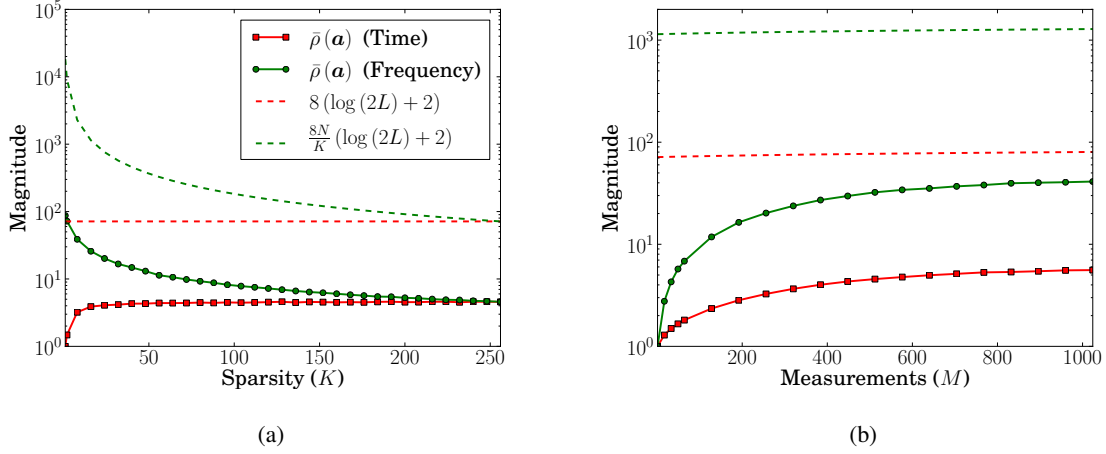 10^5
10^4
10^3
10^2
10^1
10^0
Magnitude
50 100 150 200 250
Sparsity (K)
ρ̄ (a) (Time)
ρ̄ (a) (Frequency)
8 (log (2L) + 2)
8N/K (log (2L) + 2)
(a)
10^3
10^2
10^1
10^0
Magnitude
200 400 600 800 1000
Measurements (M)
(b)